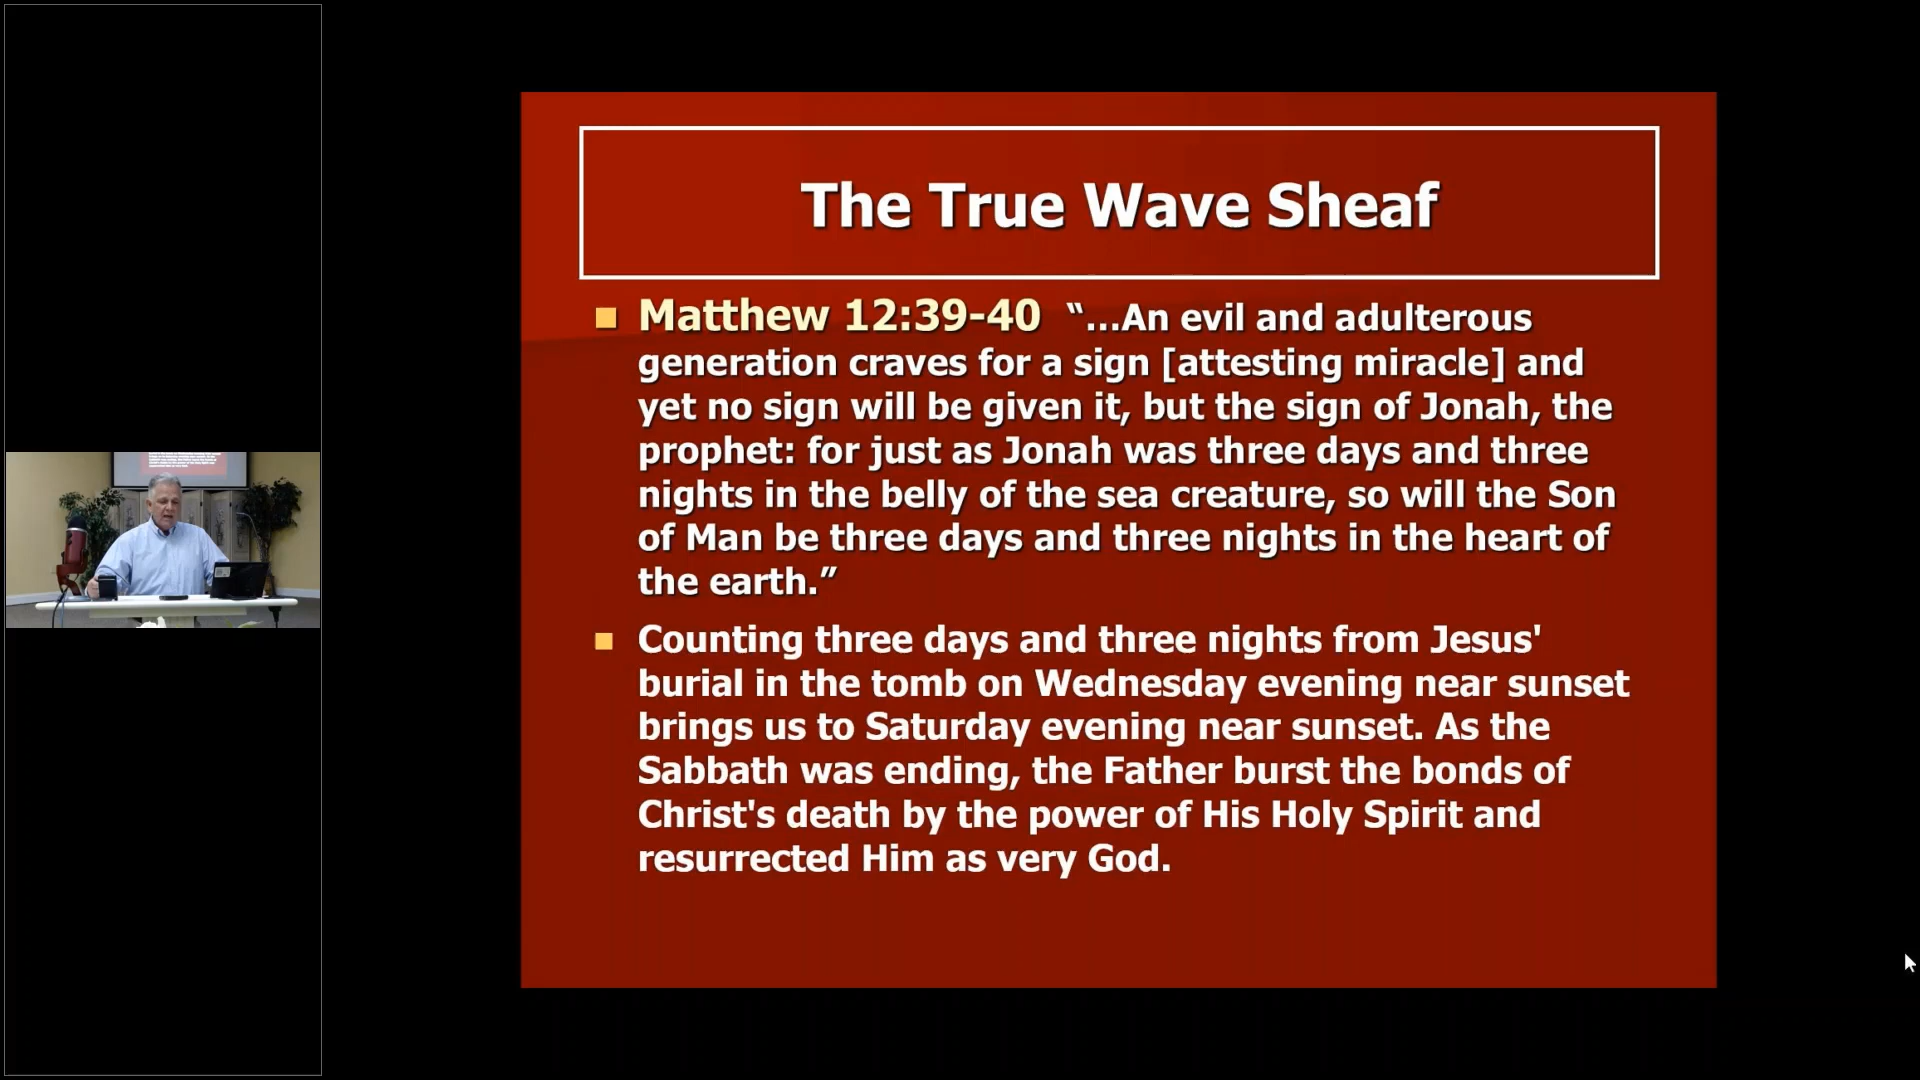 The True Wave Sheaf
Matthew 12:39-40 “…An evil and adulterous
generation craves for a sign [attesting miracle] and
yet no sign will be given it, but the sign of Jonah, the
prophet: for just as Jonah was three days and three
nights in the belly of the sea creature, so will the Son
of Man be three days and three nights in the heart of
the earth.”
Counting three days and three nights from Jesus'
burial in the tomb on Wednesday evening near sunset
brings us to Saturday evening near sunset. As the
Sabbath was ending, the Father burst the bonds of
Christ's death by the power of His Holy Spirit and
resurrected Him as very God.